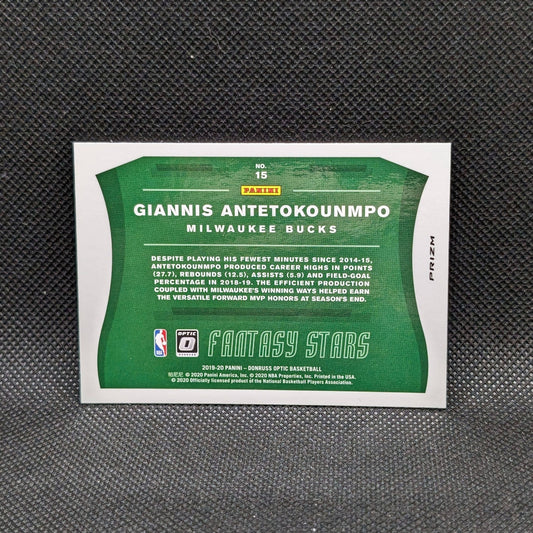 NO.
15
PANINI
GIANNIS ANTETOKOUNMPO
MILWAUKEE BUCKS
DESPITE PLAYING HIS FEWEST MINUTES SINCE 2014-15,
ANTETOKOUNMPO PRODUCED CAREER HIGHS IN POINTS
(27.7), REBOUNDS (12.5), ASSISTS (5.9) AND FIELD-GOAL
PERCENTAGE IN 2018-19. THE EFFICIENT PRODUCTION
COUPLED WITH MILWAUKEE'S WINNING WAYS HELPED EARN
THE VERSATILE FORWARD MVP HONORS AT SEASON'S END.
PRIZM
OPTIC
FANTASY STARS
2019-20 PANINI – DONRUSS OPTIC BASKETBALL
© 2020 Panini America, Inc. © 2020 NBA Properties, Inc. Printed in the USA.
© 2020 Officially licensed product of the National Basketball Players Association.